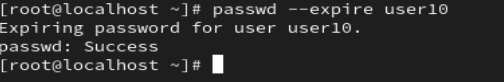 [root@localhost ~]# passwd --expire user10
Expiring password for user user10.
passwd: Success
[root@localhost ~]#